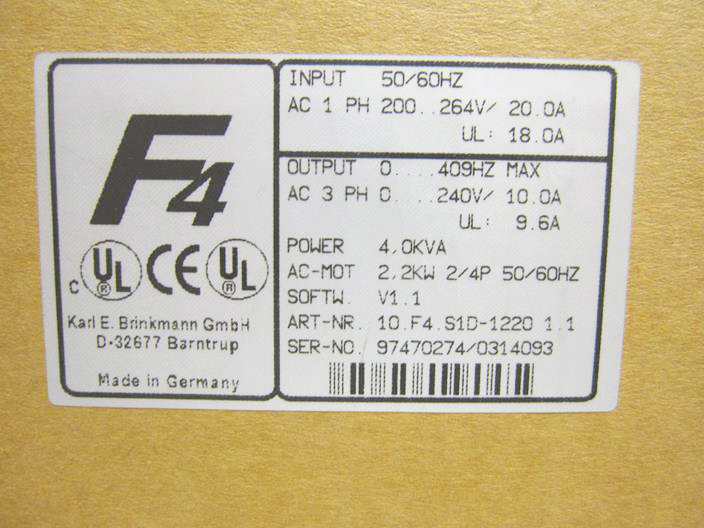 F4
C UL ® CE UL ®
Karl E. Brinkmann GmbH
D-32677 Barntrup
Made in Germany
INPUT 50/60HZ
AC 1 PH 200..264V/ 20.0A
UL: 18.0A
OUTPUT 0....409HZ MAX
AC 3 PH 0....240V/ 10.0A
UL: 9.6A
POWER 4,0KVA
AC-MOT 2,2KW 2/4P 50/60HZ
SOFTW. V1.1
ART-NR. 10.F4.S1D-1220 1.1
SER-NO. 97470274/0314093